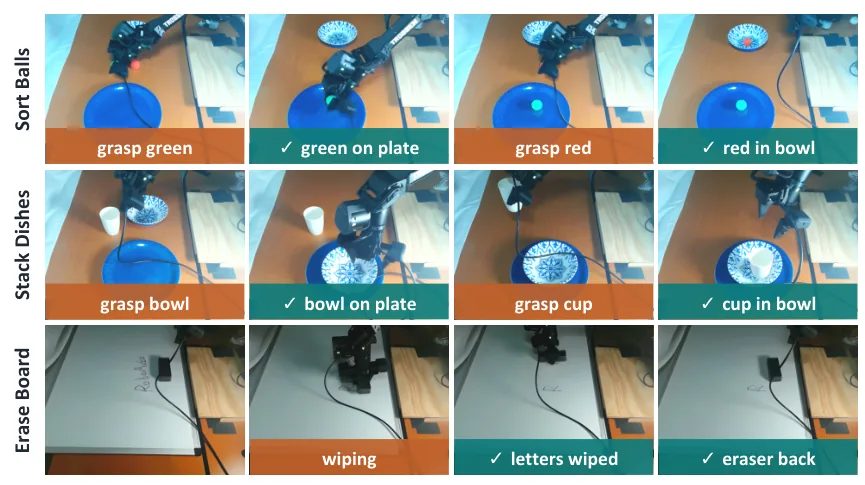 Sort Balls
grasp green
✓ green on plate
grasp red
✓ red in bowl
Stack Dishes
grasp bowl
✓ bowl on plate
grasp cup
✓ cup in bowl
Erase Board
wiping
✓ letters wiped
✓ eraser back